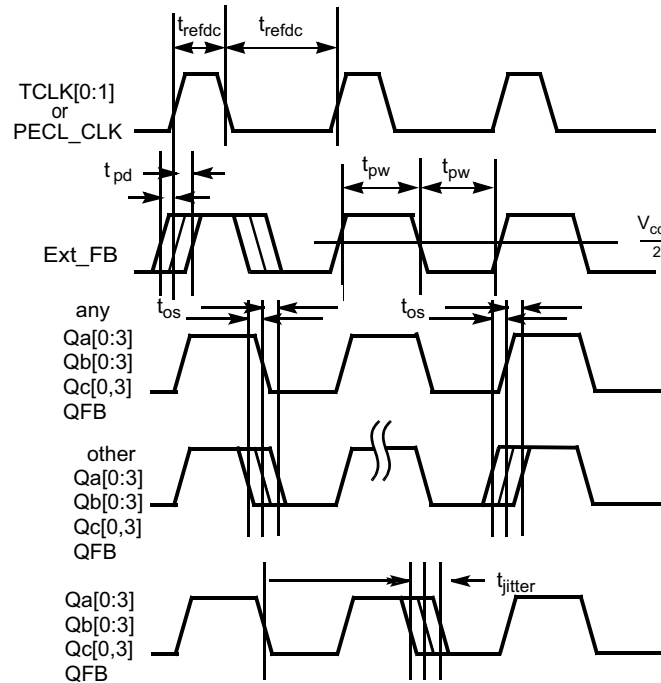 t_refdc t_refdc
TCLK[0:1]
or
PECL_CLK
t_pd
t_pw t_pw
Ext_FB
2
any
t_os t_os
Qa[0:3]
Qb[0:3]
Qc[0,3]
QFB
other
Qa[0:3]
Qb[0:3]
Qc[0,3]
QFB
t_jitter
Qa[0:3]
Qb[0:3]
Qc[0,3]
QFB